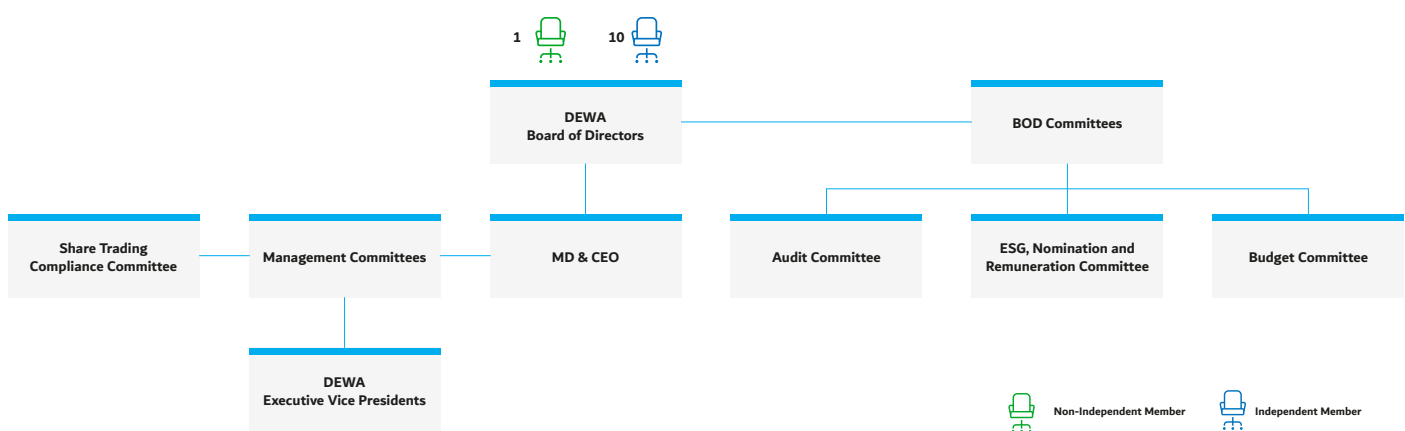 1
10
DEWA
Board of Directors
BOD Committees
Share Trading
Compliance Committee
Management Committees
MD & CEO
Audit Committee
ESG, Nomination and
Remuneration Committee
Budget Committee
DEWA
Executive Vice Presidents
Non-Independent Member
Independent Member